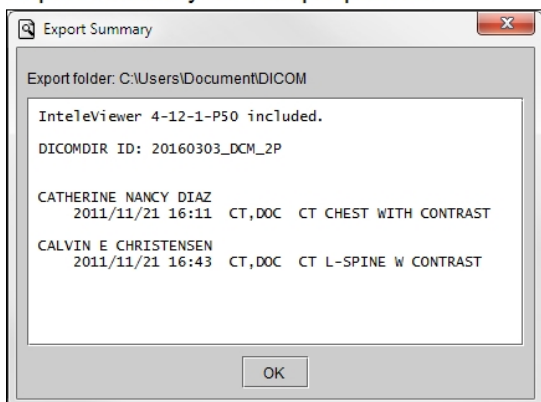 Export Summary
Export folder: C:\Users\Document\DICOM
InteleViewer 4-12-1-P50 included.
DICOMDIR ID: 20160303_DCM_2P
CATHERINE NANCY DIAZ
2011/11/21 16:11 CT,DOC CT CHEST WITH CONTRAST
CALVIN E CHRISTENSEN
2011/11/21 16:43 CT,DOC CT L-SPINE W CONTRAST
OK